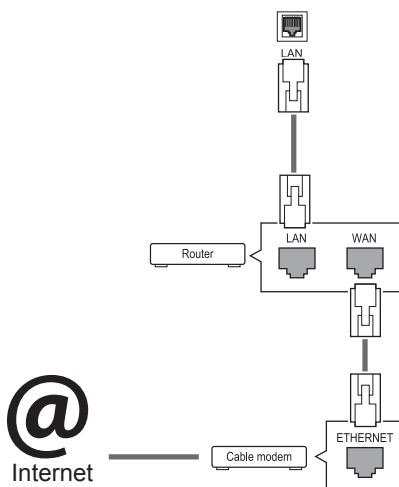 LAN
LAN WAN
Router
ETHERNET
@
Internet
Cable modem